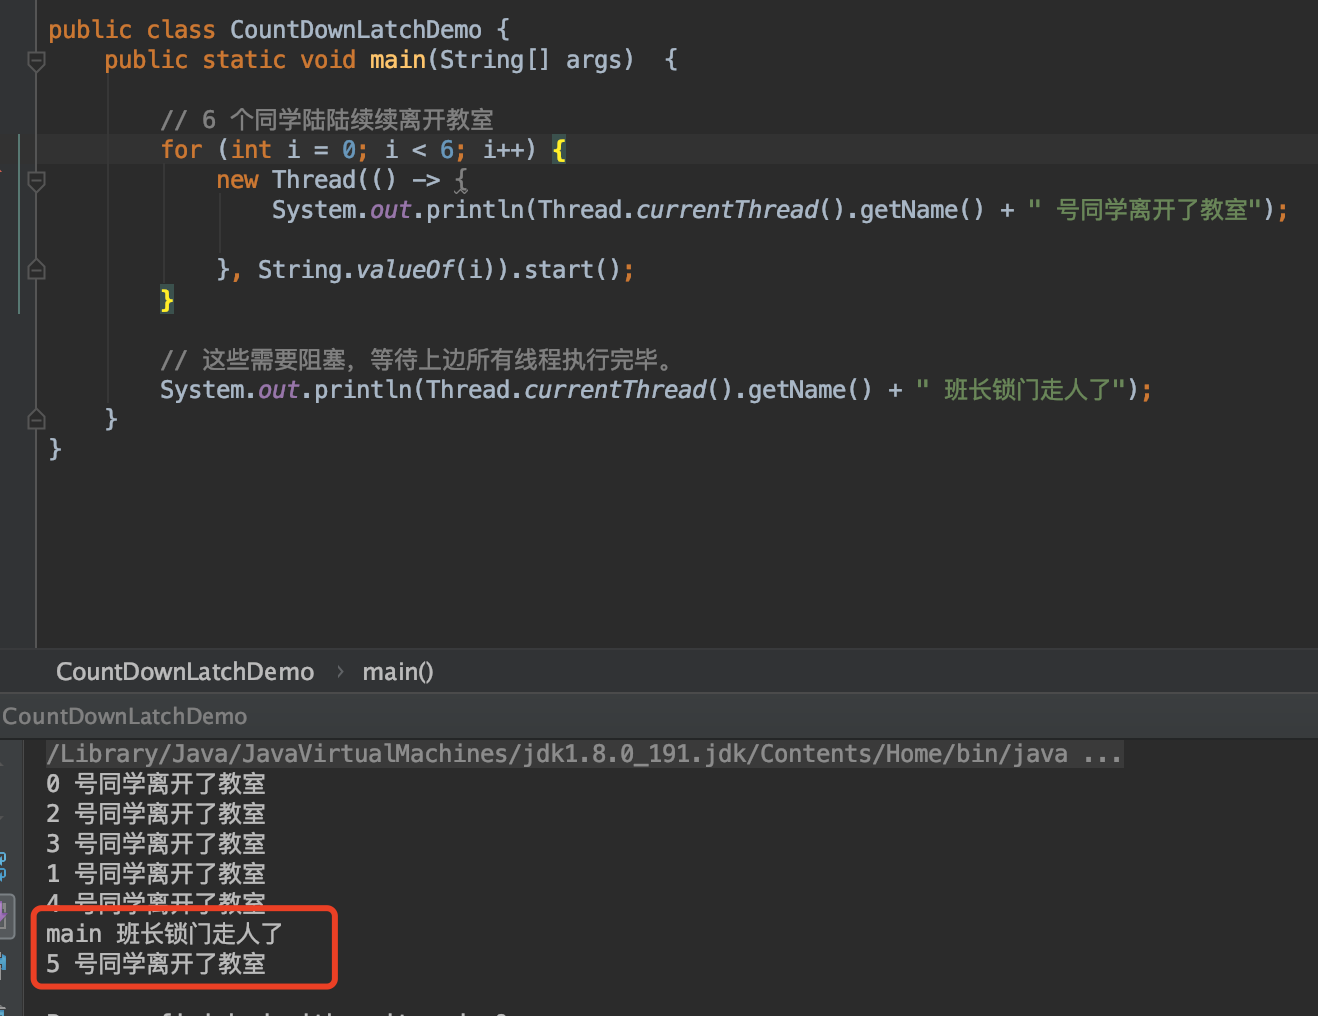 public class CountDownLatchDemo {
public static void main(String[] args)  {
// 6 个同学陆陆续续离开教室
for (int i = 0; i < 6; i++) {
new Thread(() -> {
System.out.println(Thread.currentThread().getName() + " 号同学离开了教室");
}, String.valueOf(i)).start();
}
// 这些需要阻塞，等待上边所有线程执行完毕。
System.out.println(Thread.currentThread().getName() + " 班长锁门走人了");
}
}
CountDownLatchDemo › main()
CountDownLatchDemo
/Library/Java/JavaVirtualMachines/jdk1.8.0_191.jdk/Contents/Home/bin/java ...
0 号同学离开了教室
2 号同学离开了教室
3 号同学离开了教室
1 号同学离开了教室
4 号同学离开了教室
main 班长锁门走人了
5 号同学离开了教室